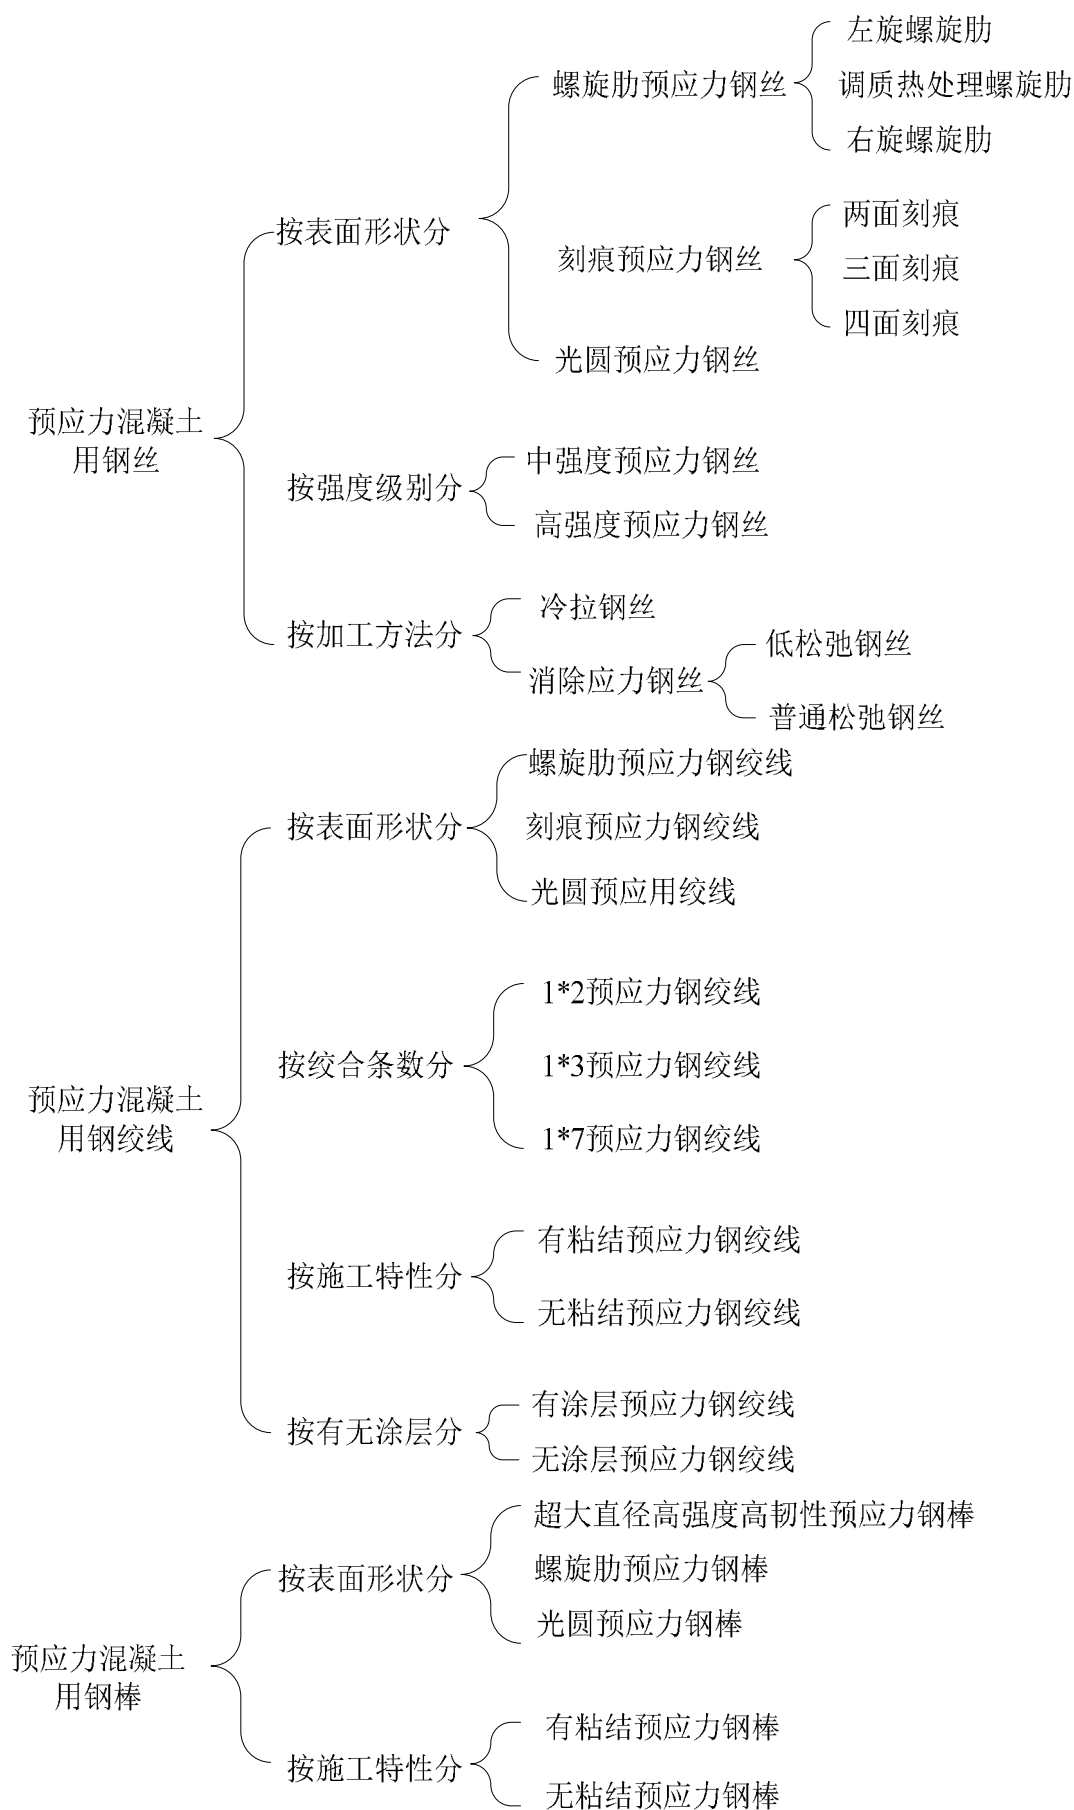 左旋螺旋肋
螺旋肋预应力钢丝
调质热处理螺旋肋
右旋螺旋肋
按表面形状分
两面刻痕
刻痕预应力钢丝
三面刻痕
四面刻痕
光圆预应力钢丝
预应力混凝土
用钢丝
按强度级别分
中强度预应力钢丝
高强度预应力钢丝
按加工方法分
冷拉钢丝
消除应力钢丝
低松弛钢丝
普通松弛钢丝
按表面形状分
螺旋肋预应力钢绞线
刻痕预应力钢绞线
光圆预应用绞线
预应力混凝土
用钢绞线
按绞合条数分
1*2预应力钢绞线
1*3预应力钢绞线
1*7预应力钢绞线
按施工特性分
有粘结预应力钢绞线
无粘结预应力钢绞线
按有无涂层分
有涂层预应力钢绞线
无涂层预应力钢绞线
预应力混凝土
用钢棒
按表面形状分
超大直径高强度高韧性预应力钢棒
螺旋肋预应力钢棒
光圆预应力钢棒
按施工特性分
有粘结预应力钢棒
无粘结预应力钢棒